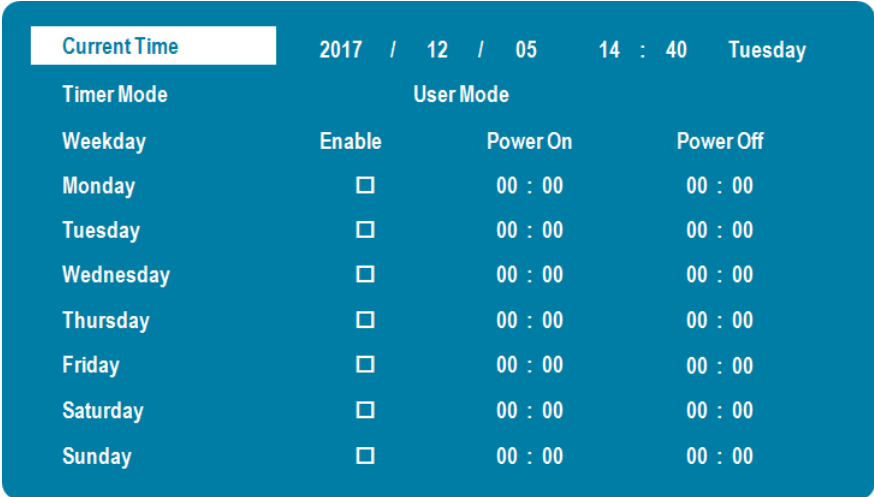 Current Time 2017 / 12 / 05 14 : 40 Tuesday
Timer Mode User Mode
Weekday Enable Power On Power Off
Monday 00 : 00 00 : 00
Tuesday 00 : 00 00 : 00
Wednesday 00 : 00 00 : 00
Thursday 00 : 00 00 : 00
Friday 00 : 00 00 : 00
Saturday 00 : 00 00 : 00
Sunday 00 : 00 00 : 00